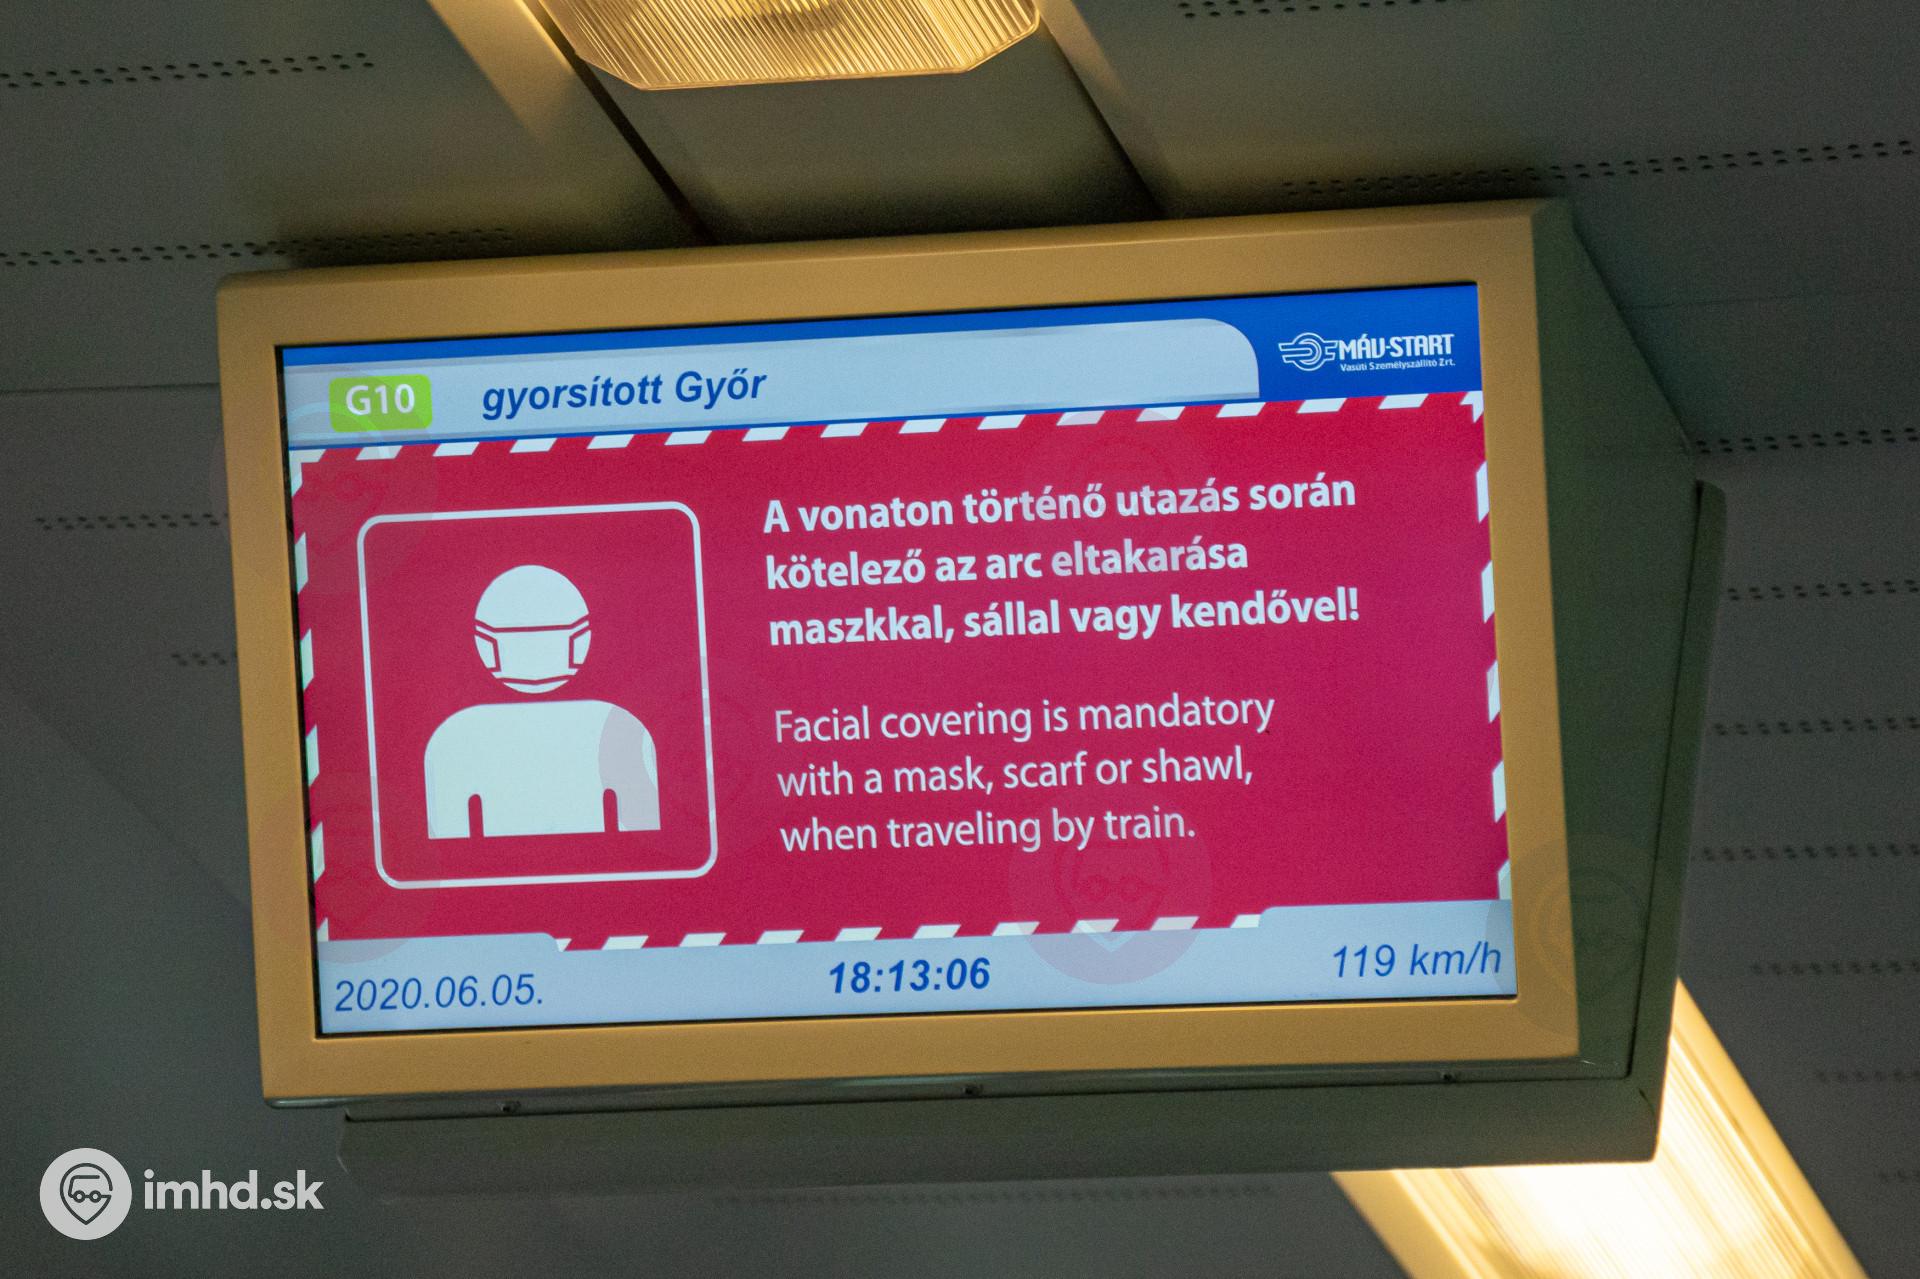 G10 gyorsított Győr
MÁV-START
Vasúti Személyszállító Zrt.
A vonaton történő utazás során
kötelező az arc eltakarása
maszkkal, sállal vagy kendővel!
Facial covering is mandatory
with a mask, scarf or shawl,
when traveling by train.
2020.06.05. 18:13:06 119 km/h
imhd.sk